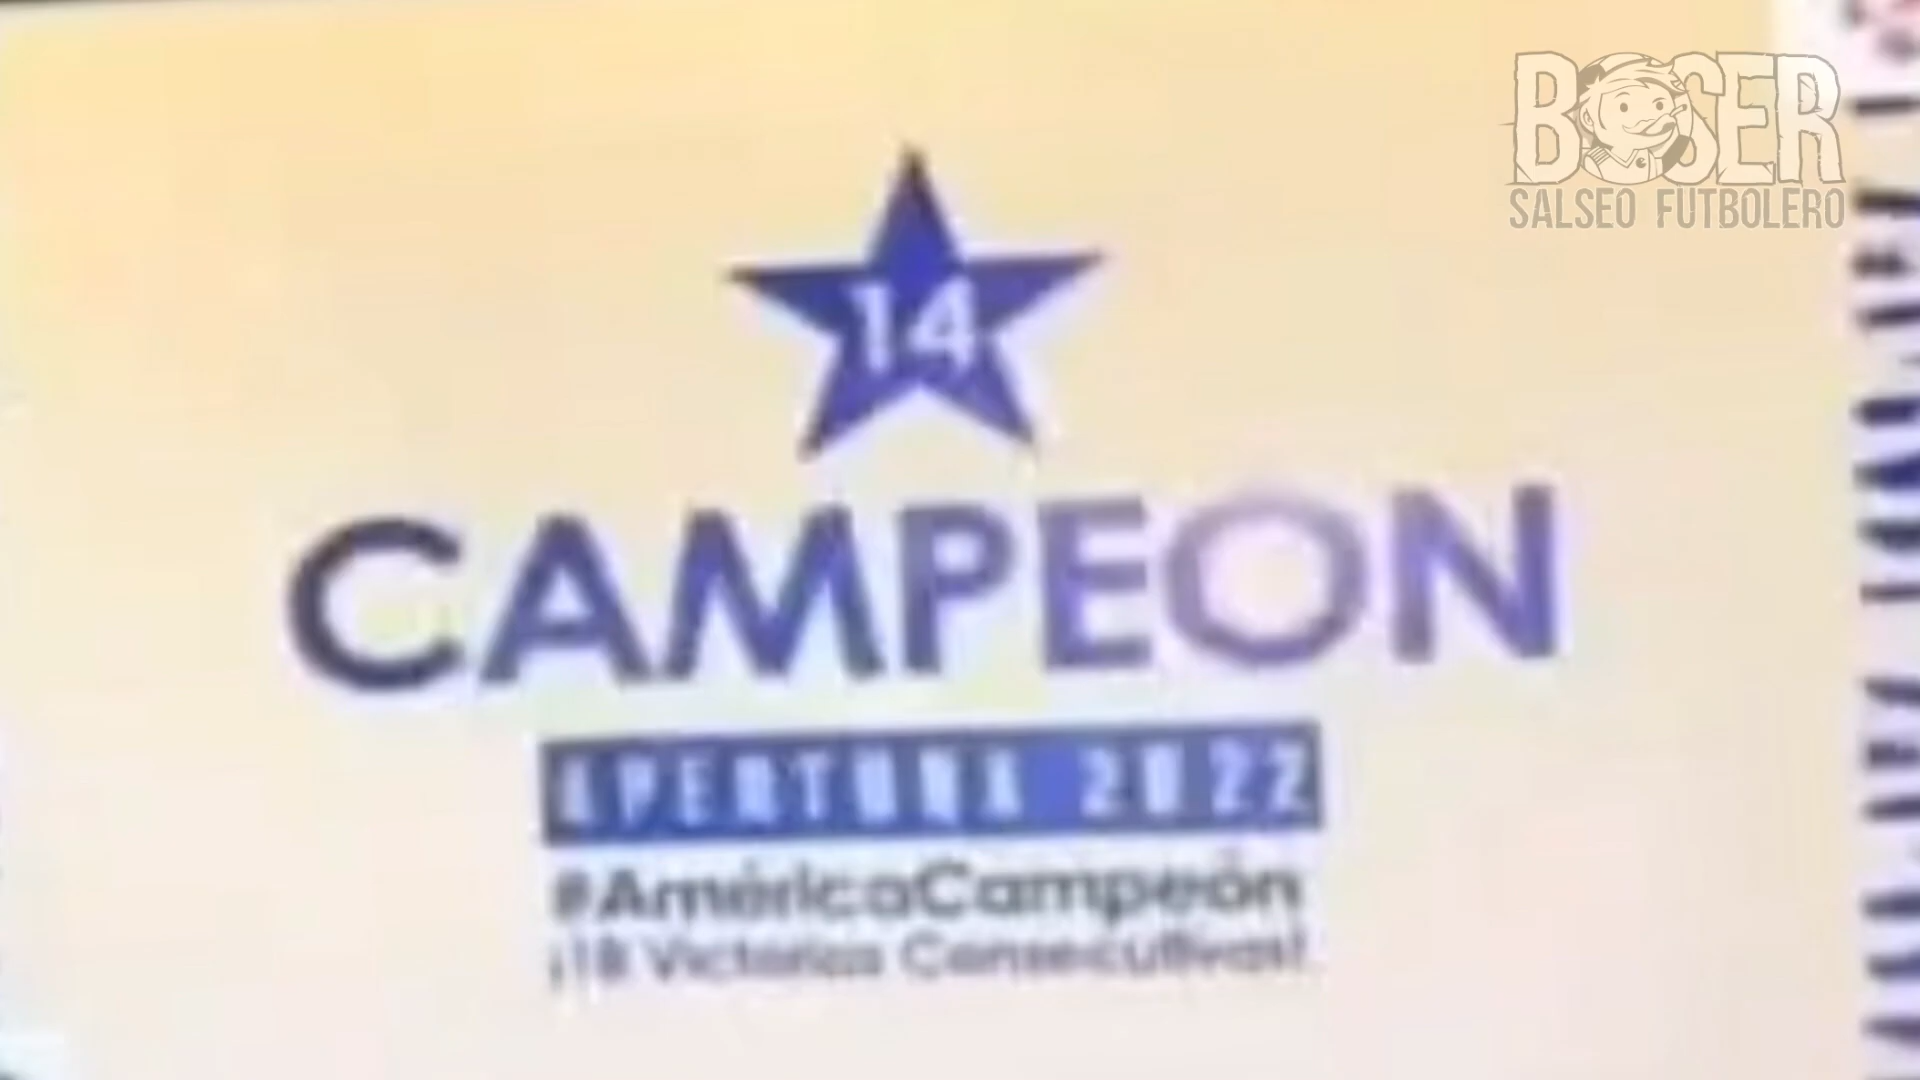 BOSER
SALSEO FUTBOLERO
14
CAMPEON
APERTURA 2022
#AméricaCampeón
¡18 Victorias Consecutivas!